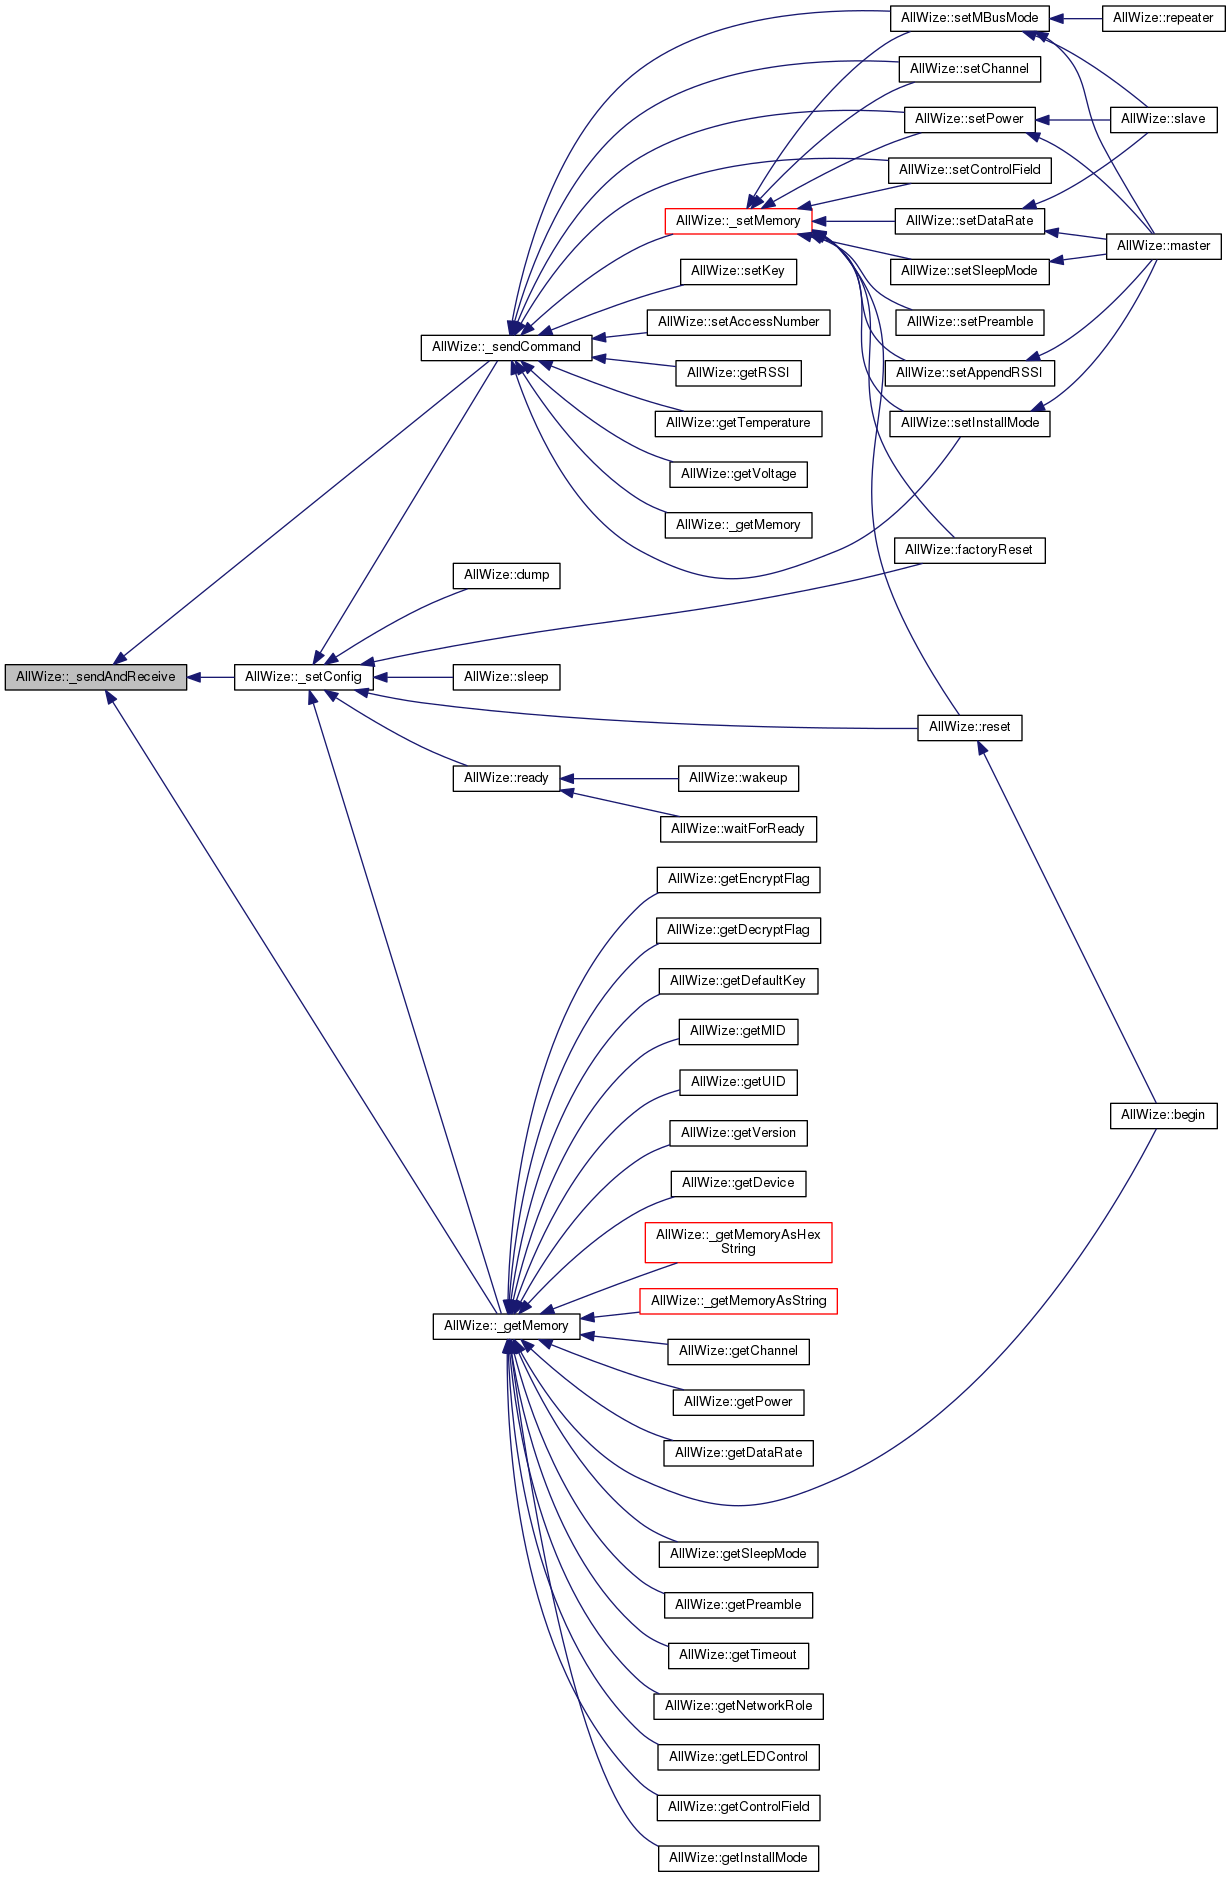 AllWize::setMBusMode
AllWize::repeater
AllWize::setChannel
AllWize::setPower
AllWize::slave
AllWize::setControlField
AllWize::_setMemory
AllWize::setDataRate
AllWize::master
AllWize::setKey
AllWize::setSleepMode
AllWize::setAccessNumber
AllWize::setPreamble
AllWize::_sendCommand
AllWize::getRSSI
AllWize::setAppendRSSI
AllWize::getTemperature
AllWize::setInstallMode
AllWize::getVoltage
AllWize::_getMemory
AllWize::factoryReset
AllWize::dump
AllWize::_sendAndReceive
AllWize::_setConfig
AllWize::sleep
AllWize::reset
AllWize::ready
AllWize::wakeup
AllWize::waitForReady
AllWize::getEncryptFlag
AllWize::getDecryptFlag
AllWize::getDefaultKey
AllWize::getMID
AllWize::getUID
AllWize::begin
AllWize::getVersion
AllWize::getDevice
AllWize::_getMemoryAsHex
String
AllWize::_getMemoryAsString
AllWize::_getMemory
AllWize::getChannel
AllWize::getPower
AllWize::getDataRate
AllWize::getSleepMode
AllWize::getPreamble
AllWize::getTimeout
AllWize::getNetworkRole
AllWize::getLEDControl
AllWize::getControlField
AllWize::getInstallMode